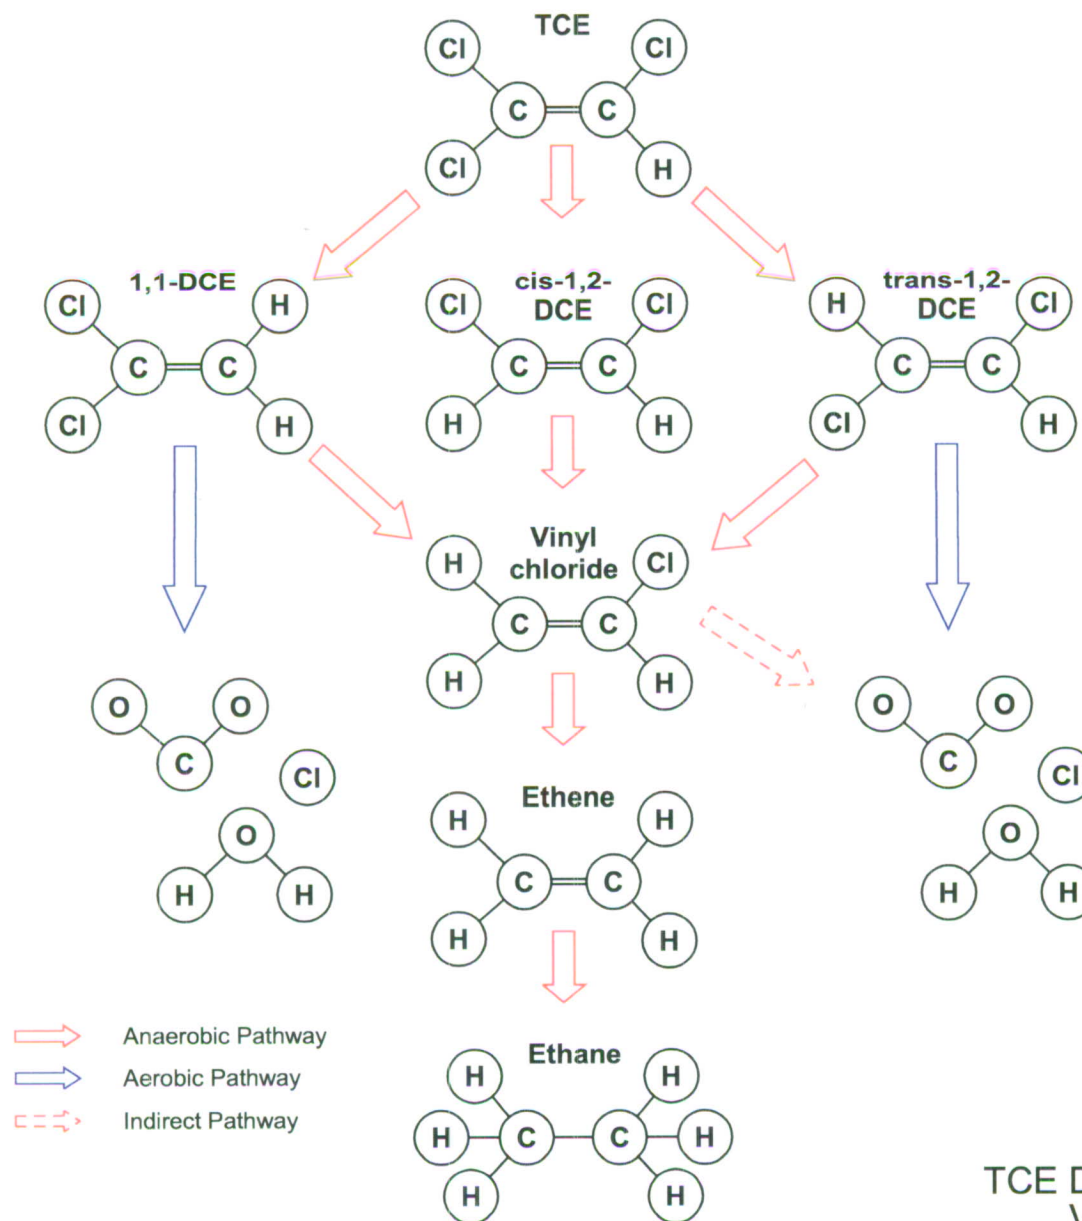 TCE
Cl
Cl
C
C
Cl
H
1,1-DCE
Cl
H
C
C
Cl
H
cis-1,2-
DCE
Cl
Cl
C
C
H
H
trans-1,2-
DCE
H
Cl
C
C
Cl
H
Vinyl
chloride
H
Cl
C
C
H
H
O
O
C
Cl
O
H
H
O
O
C
Cl
O
H
H
Ethene
H
H
C
C
H
H
Anaerobic Pathway
Aerobic Pathway
Indirect Pathway
Ethane
H
H
H
C
C
H
H
H
TCE